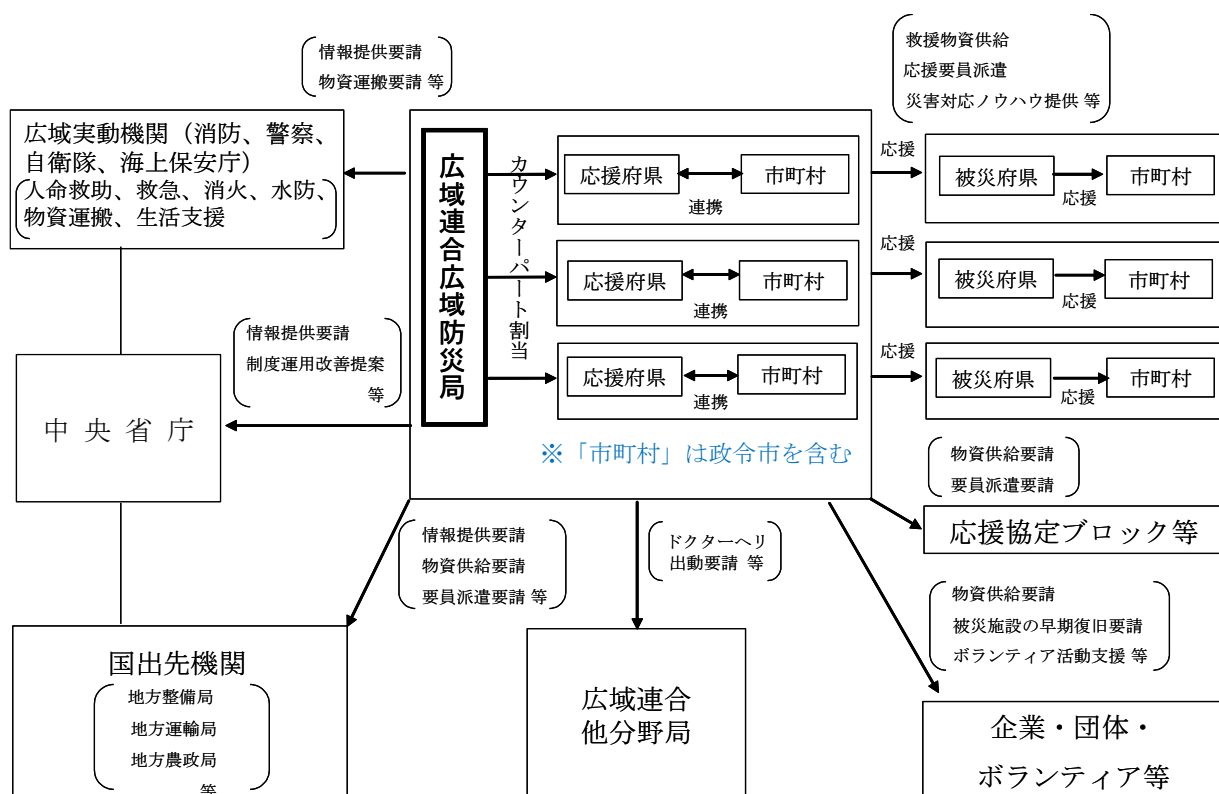 情報提供要請
物資運搬要請 等
救援物資供給
応援要員派遣
災害対応ノウハウ提供 等
広域実動機関（消防、警察、
自衛隊、海上保安庁）
人命救助、救急、消火、水防、
物資運搬、生活支援
広域連合広域防災局
カウンターパート割当
応援府県
市町村
連携
応援
被災府県
市町村
応援
応援府県
市町村
連携
応援
被災府県
市町村
応援
応援府県
市町村
連携
応援
被災府県
市町村
応援
情報提供要請
制度運用改善提案
等
中央省庁
※「市町村」は政令市を含む
物資供給要請
要員派遣要請
応援協定ブロック等
情報提供要請
物資供給要請
要員派遣要請 等
ドクターヘリ
出動要請 等
物資供給要請
被災施設の早期復旧要請
ボランティア活動支援 等
国出先機関
地方整備局
地方運輸局
地方農政局
等
広域連合
他分野局
企業・団体・
ボランティア等